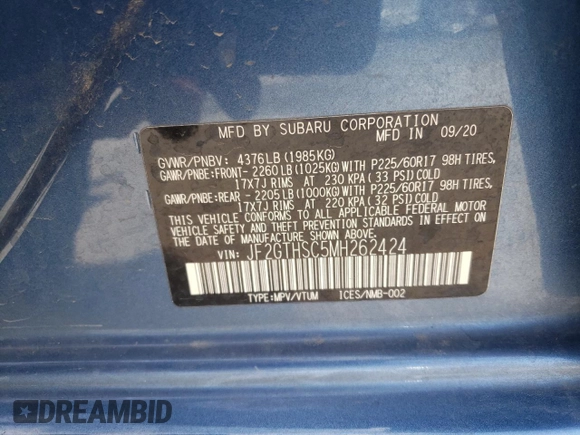 MFD BY SUBARU CORPORATION
MFD IN 09/20
GVWR/PNBV: 4376LB(1985KG)
GAWR/PNBE:FRONT- 2260LB(1025KG)WITH P225/60R17 98H TIRES,
17X7J RIMS AT 230 KPA( 33 PSI)COLD
GAWR/PNBE:REAR -2205LB(1000KG)WITH P225/60R17 98H TIRES,
17X7J RIMS AT 220 KPA( 32 PSI)COLD
THIS VEHICLE CONFORMS TO ALL APPLICABLE FEDERAL MOTOR
VEHICLE SAFETY AND THEFT PREVENTION STANDARDS IN EFFECT ON
THE DATE OF MANUFACTURE SHOWN ABOVE.
VIN: JF2GTHSC5MH262424
TYPE:MPV/VTUM ICES/NMB-002
DREAMBID